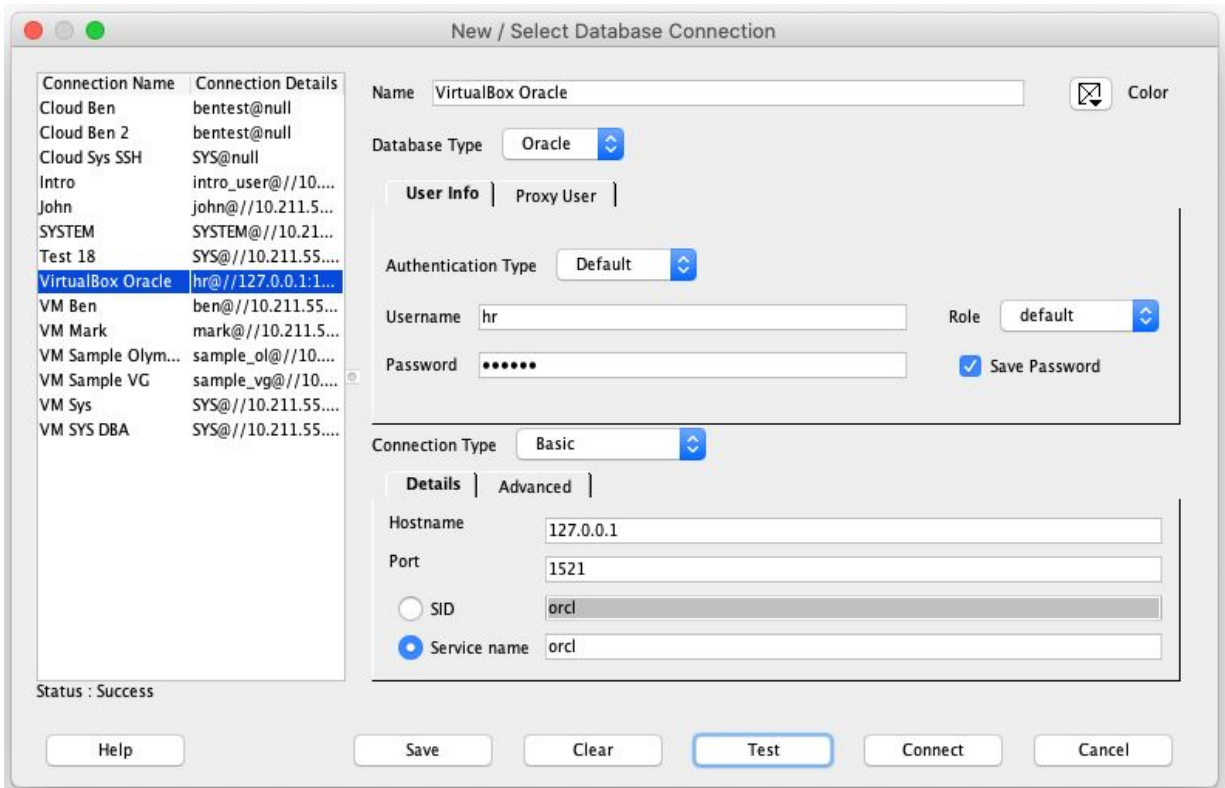 New / Select Database Connection
Connection Name Connection Details
Cloud Ben bentest@null
Cloud Ben 2 bentest@null
Cloud Sys SSH SYS@null
Intro intro_user@//10....
John john@//10.211.5...
SYSTEM SYSTEM@//10.21...
Test 18 SYS@//10.211.55....
VirtualBox Oracle hr@//127.0.0.1:1...
VM Ben ben@//10.211.55...
VM Mark mark@//10.211.5...
VM Sample Olym... sample_ol@//10....
VM Sample VG sample_vg@//10....
VM Sys SYS@//10.211.55....
VM SYS DBA SYS@//10.211.55....
Status : Success
Name VirtualBox Oracle Color
Database Type Oracle
User Info Proxy User
Authentication Type Default
Username hr Role default
Password •••••• Save Password
Connection Type Basic
Details Advanced
Hostname 127.0.0.1
Port 1521
SID orcl
Service name orcl
Help Save Clear Test Connect Cancel